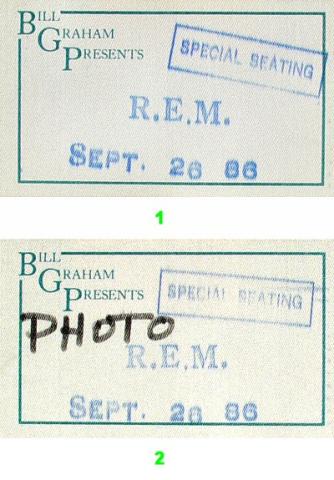 BILL
GRAHAM
PRESENTS
SPECIAL SEATING
R.E.M.
SEPT. 26 86
1
BILL
GRAHAM
PRESENTS
SPECIAL SEATING
PHOTO
R.E.M.
SEPT. 26 86
2